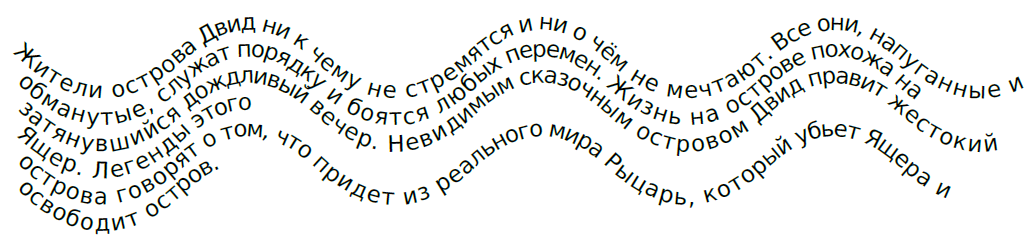 Жители острова Двид ни к чему не стремятся и ни о чём не мечтают. Все они, напуганные и
обманутые, служат порядку и боятся любых перемен. Жизнь на острове похожа на
затянувшийся дождливый вечер. Невидимым сказочным островом Двид правит жестокий
Ящер. Легенды этого
острова говорят о том, что придет из реального мира Рыцарь, который убьет Ящера и
освободит остров.